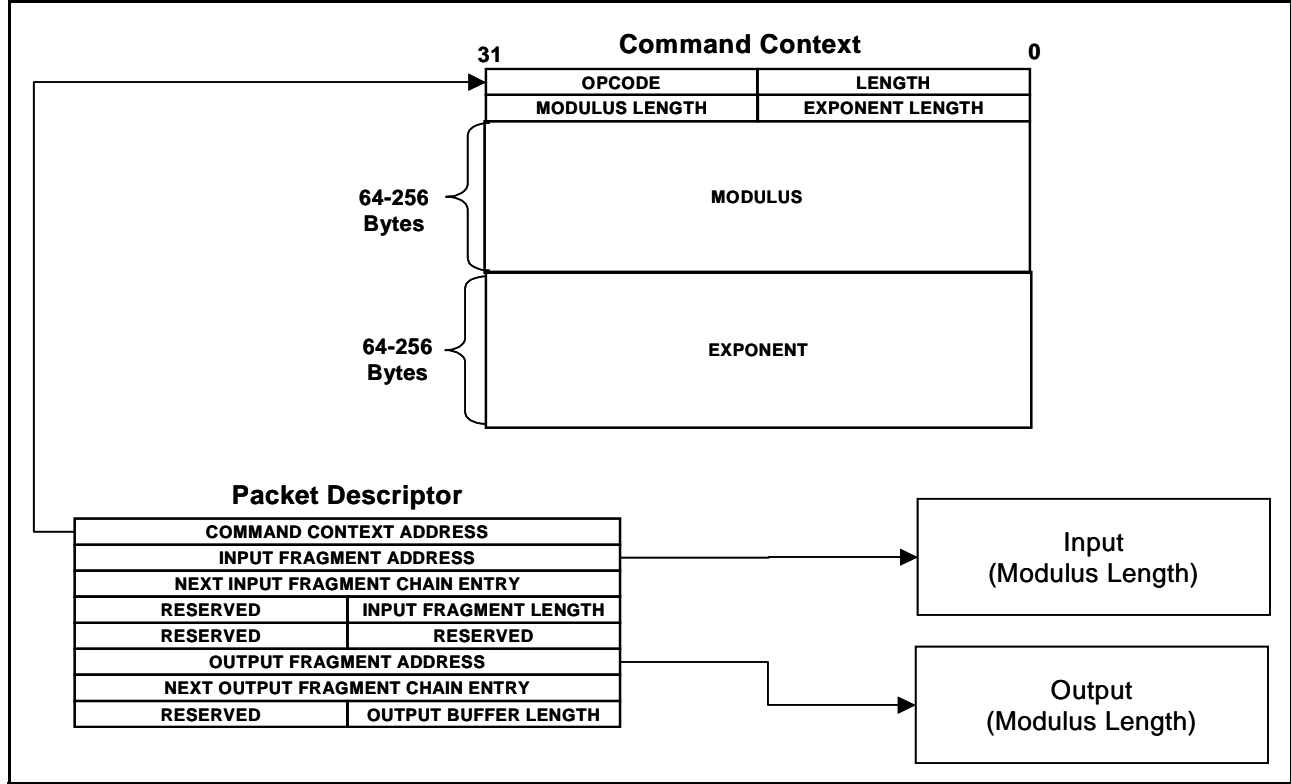 Command Context
31 0
OPCODE LENGTH
MODULUS LENGTH EXPONENT LENGTH
64-256
Bytes
MODULUS
64-256
Bytes
EXPONENT
Packet Descriptor
COMMAND CONTEXT ADDRESS
INPUT FRAGMENT ADDRESS
NEXT INPUT FRAGMENT CHAIN ENTRY
RESERVED INPUT FRAGMENT LENGTH
RESERVED RESERVED
OUTPUT FRAGMENT ADDRESS
NEXT OUTPUT FRAGMENT CHAIN ENTRY
RESERVED OUTPUT BUFFER LENGTH
Input
(Modulus Length)
Output
(Modulus Length)